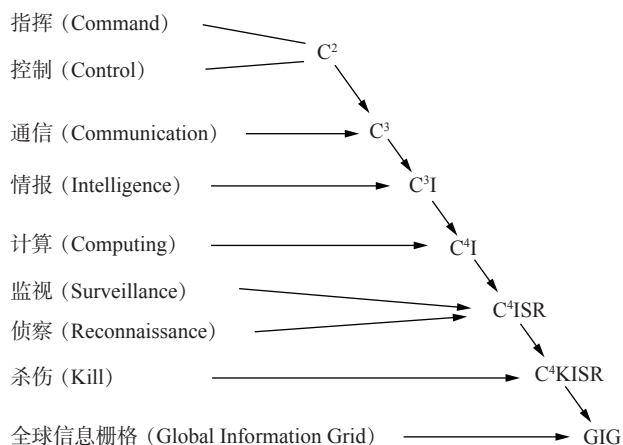 指挥（Command）
控制（Control）
C²
通信（Communication）
C³
情报（Intelligence）
C³I
计算（Computing）
C⁴I
监视（Surveillance）
侦察（Reconnaissance）
C⁴ISR
杀伤（Kill）
C⁴KISR
全球信息栅格（Global Information Grid）
GIG